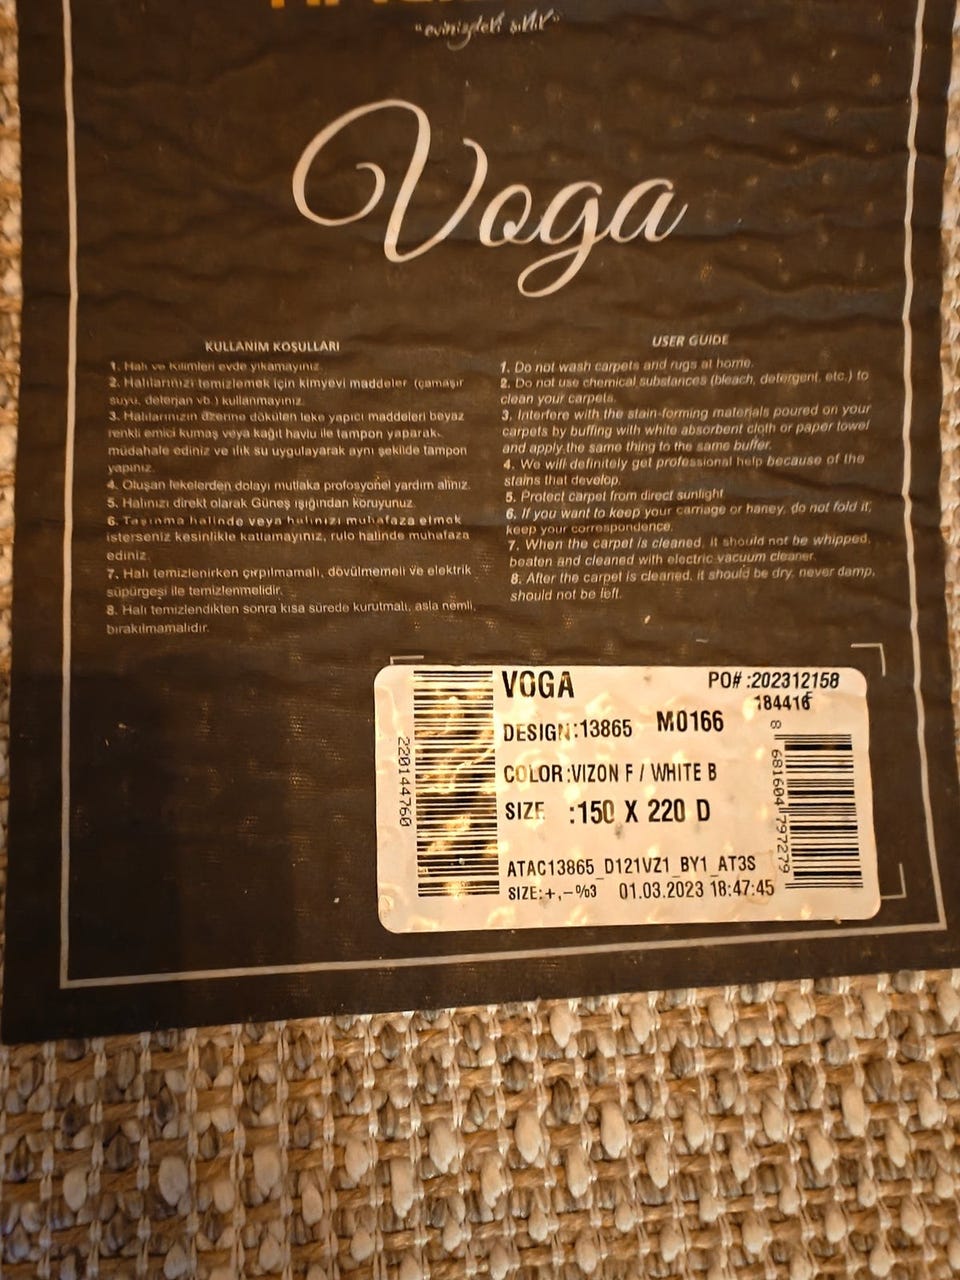 "evinizdeki şıklık"
Voga
KULLANIM KOŞULLARI
1. Halı ve Kilimleri evde yıkamayınız.
2. Halılarınızı temizlemek için kimyevi maddeler (çamaşır
suyu, deterjan vb.) kullanmayınız.
3. Halılarınızın üzerine dökülen leke yapıcı maddeleri beyaz
renkli emici kumaş veya kağıt havlu ile tampon yaparak,
müdahale ediniz ve ılık su uygulayarak aynı şekilde tampon
yapınız.
4. Oluşan lekelerden dolayı mutlaka profosyonel yardım alınız.
5. Halınızı direkt olarak Güneş ışığından koruyunuz.
6. Taşınma halinde veya halınızı muhafaza etmek
isterseniz kesinlikle katlamayınız, rulo halinde muhafaza
ediniz.
7. Halı temizlenirken çırpılmamalı, dövülmemeli ve elektrik
süpürgesi ile temizlenmelidir.
8. Halı temizlendikten sonra kısa sürede kurutmalı, asla nemli,
bırakılmamalıdır.
USER GUIDE
1. Do not wash carpets and rugs at home.
2. Do not use chemical substances (bleach, detergent, etc.) to
clean your carpets.
3. Interfere with the stain-forming materials poured on your
carpets by buffing with white absorbent cloth or paper towel
and apply the same thing to the same buffer.
4. We will definitely get professional help because of the
stains that develop.
5. Protect carpet from direct sunlight
6. If you want to keep your carriage or haney, do not fold it,
keep your correspondence.
7. When the carpet is cleaned, it should not be whipped,
beaten and cleaned with electric vacuum cleaner.
8. After the carpet is cleaned, it should be dry, never damp,
should not be left.
220144760
VOGA
PO# :202312158
184416
DESIGN:13865 M0166
COLOR:VIZON F / WHITE B
SIZE :150 X 220 D
ATAC13865_D121VZ1_BY1_AT3S
SIZE:+,-%3 01.03.2023 18:47:45
8 681604 797279